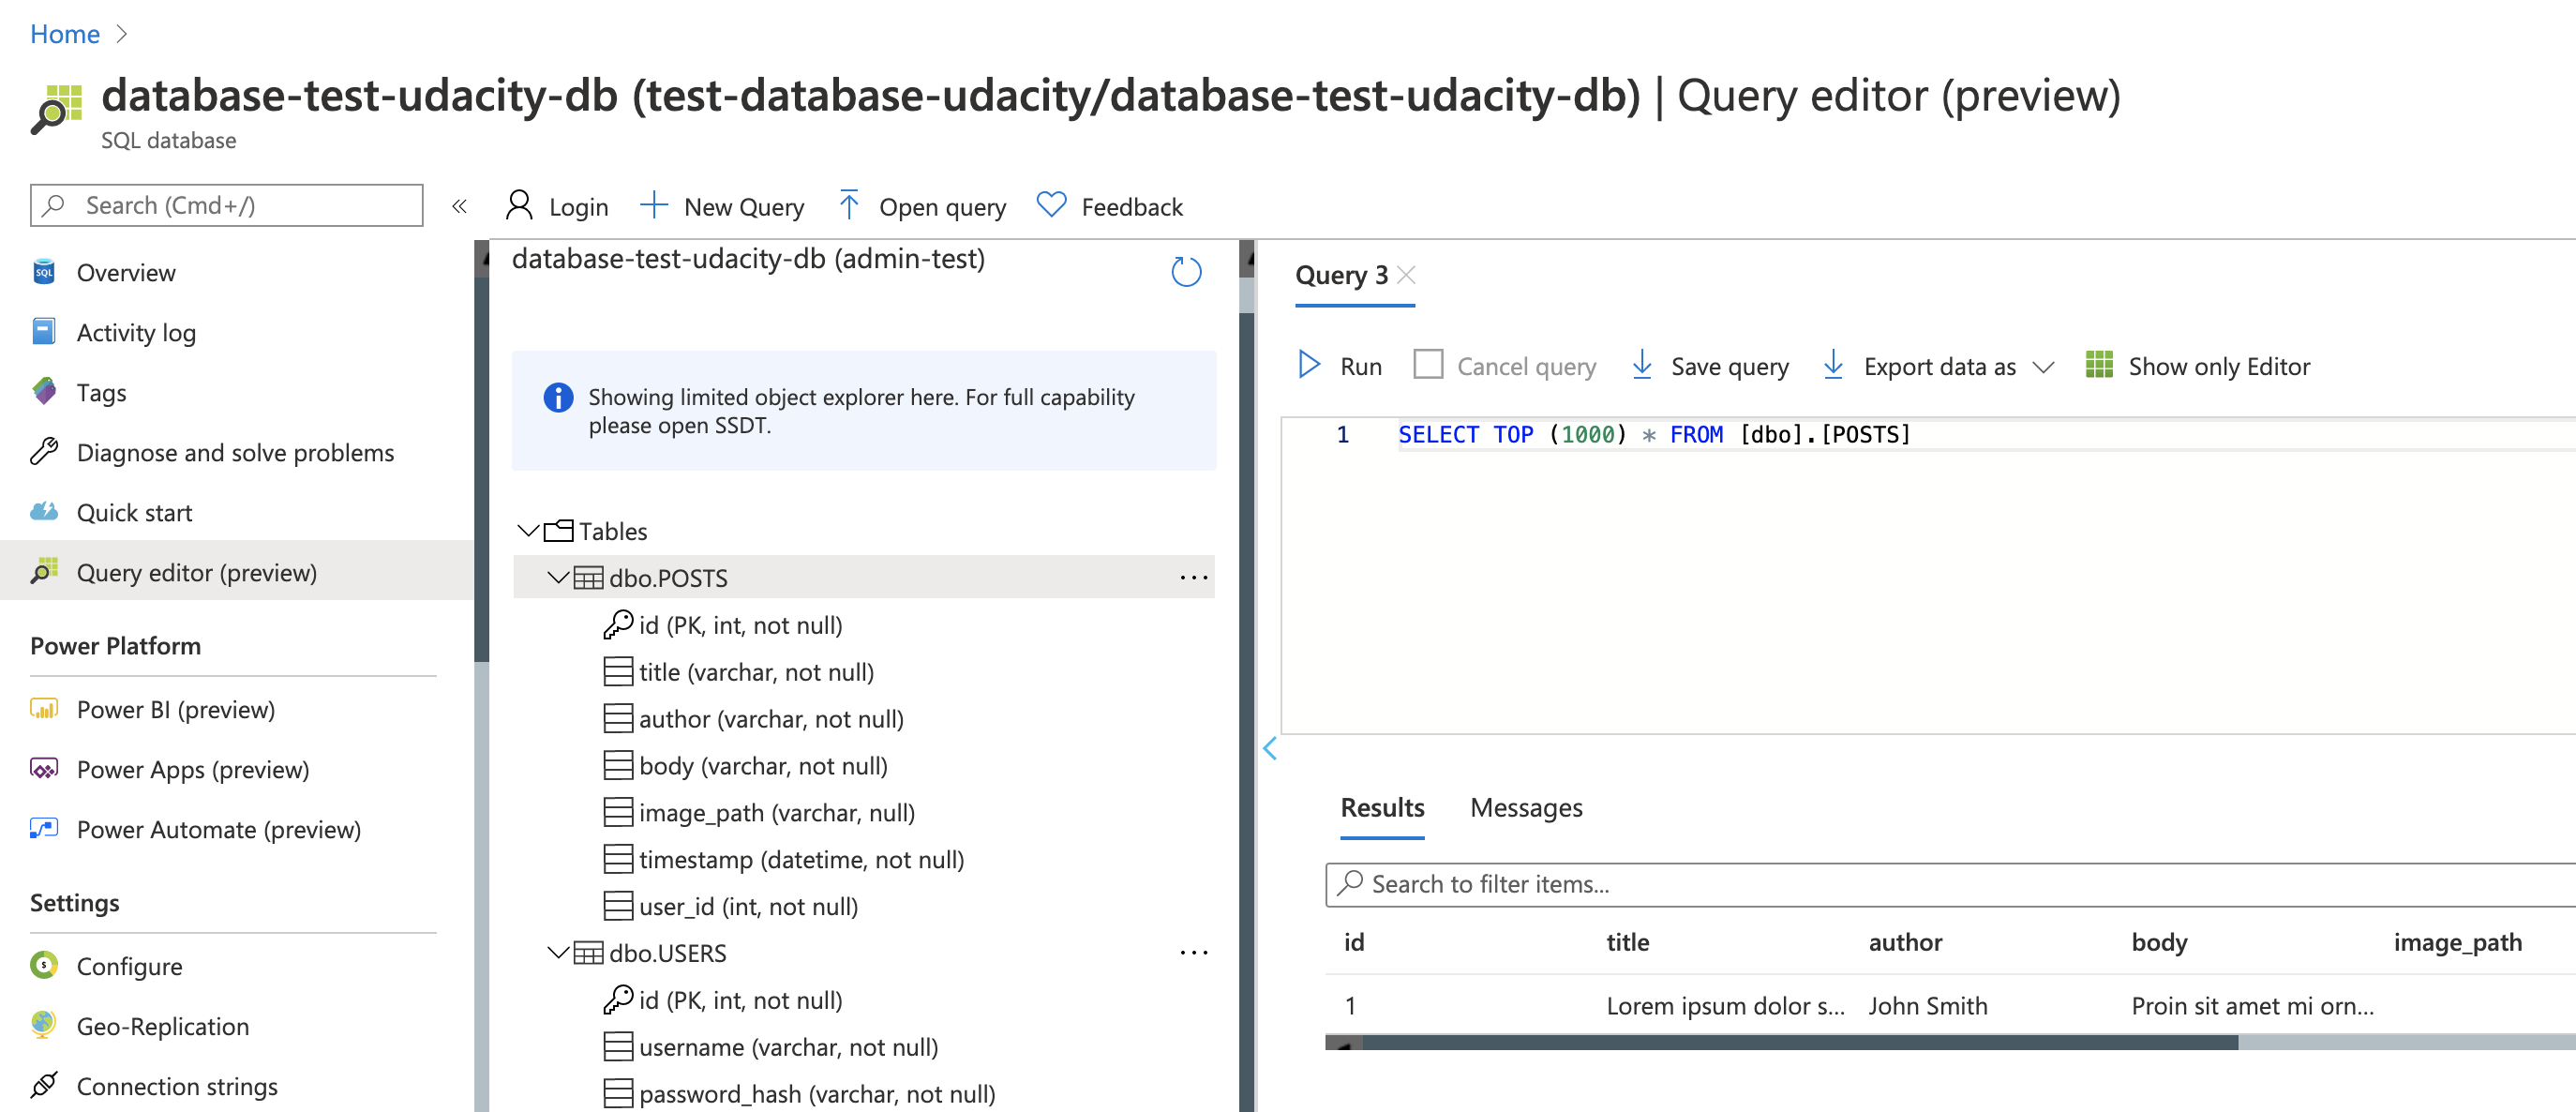 Home
database-test-udacity-db (test-database-udacity/database-test-udacity-db) | Query editor (preview)
SQL database
Search (Cmd+/)
«
Login
New Query
Open query
Feedback
Overview
Activity log
Tags
Diagnose and solve problems
Quick start
Query editor (preview)
Power Platform
Power BI (preview)
Power Apps (preview)
Power Automate (preview)
Settings
Configure
Geo-Replication
Connection strings
database-test-udacity-db (admin-test)
Showing limited object explorer here. For full capability
please open SSDT.
Tables
dbo.POSTS ...
id (PK, int, not null)
title (varchar, not null)
author (varchar, not null)
body (varchar, not null)
image_path (varchar, null)
timestamp (datetime, not null)
user_id (int, not null)
dbo.USERS ...
id (PK, int, not null)
username (varchar, not null)
password_hash (varchar, not null)
Query 3
Run
Cancel query
Save query
Export data as
Show only Editor
1 SELECT TOP (1000) * FROM [dbo].[POSTS]
Results Messages
Search to filter items...
id title author body image_path
1 Lorem ipsum dolor s... John Smith Proin sit amet mi orn...